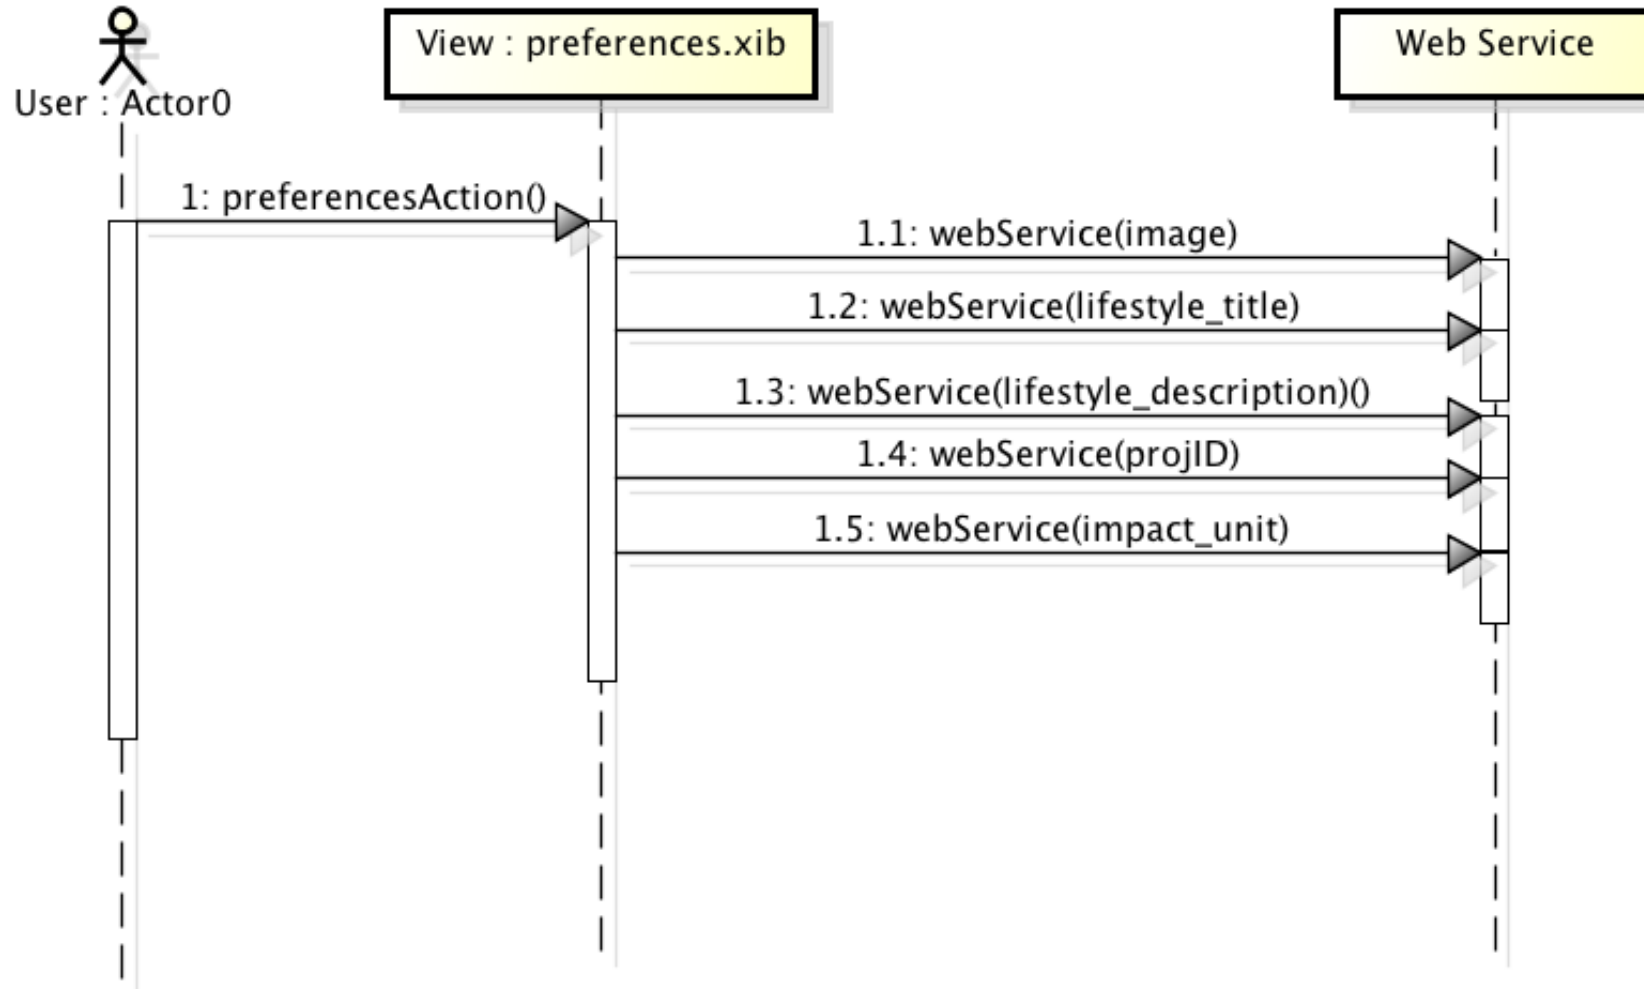 View : preferences.xib
Web Service
User : Actor0
1: preferencesAction()
1.1: webService(image)
1.2: webService(lifestyle_title)
1.3: webService(lifestyle_description)()
1.4: webService(projID)
1.5: webService(impact_unit)